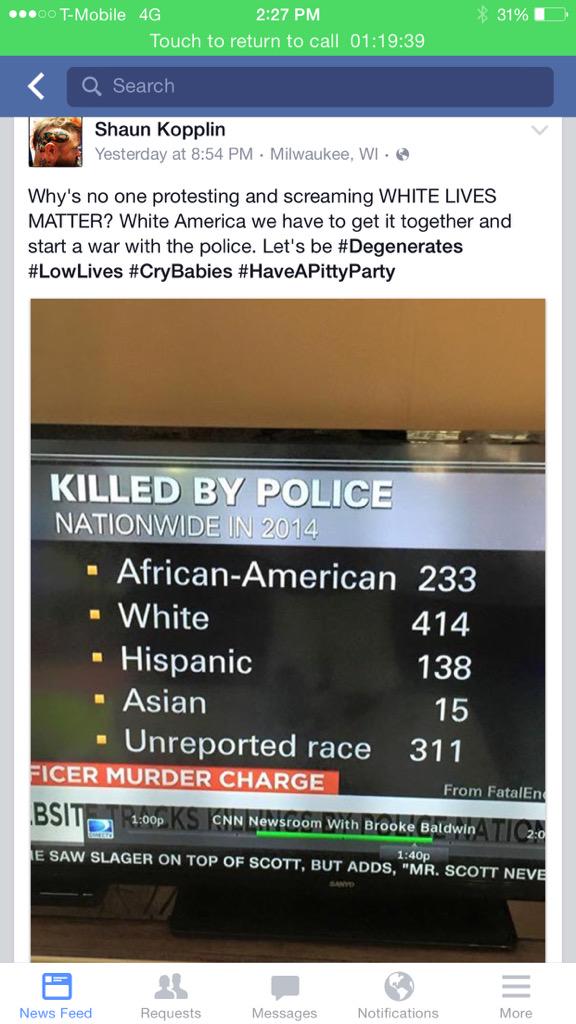 T-Mobile 4G 2:27 PM 31%
Touch to return to call 01:19:39
Search
Shaun Kopplin
Yesterday at 8:54 PM · Milwaukee, WI ·
Why's no one protesting and screaming WHITE LIVES
MATTER? White America we have to get it together and
start a war with the police. Let's be #Degenerates
#LowLives #CryBabies #HaveAPittyParty
KILLED BY POLICE
NATIONWIDE IN 2014
African-American 233
White 414
Hispanic 138
Asian 15
Unreported race 311
FICER MURDER CHARGE
From FatalEn
BSIT
DIRECTV
1:00p CNN Newsroom With Brooke Baldwin 2:0
1:40p
E SAW SLAGER ON TOP OF SCOTT, BUT ADDS, "MR. SCOTT NEVE
SANYO
News Feed Requests Messages Notifications More